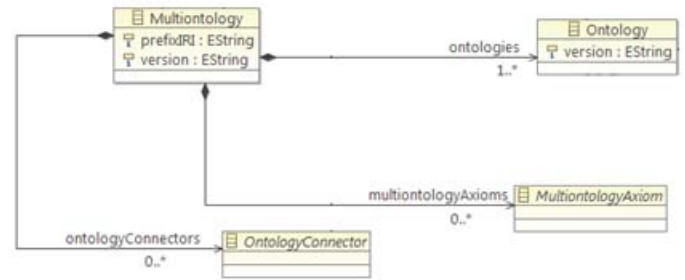 Multiontology
prefixIRI : EString
version : EString
ontologies
1..*
Ontology
version : EString
multiontologyAxioms
0..*
MultiontologyAxiom
ontologyConnectors
0..*
OntologyConnector